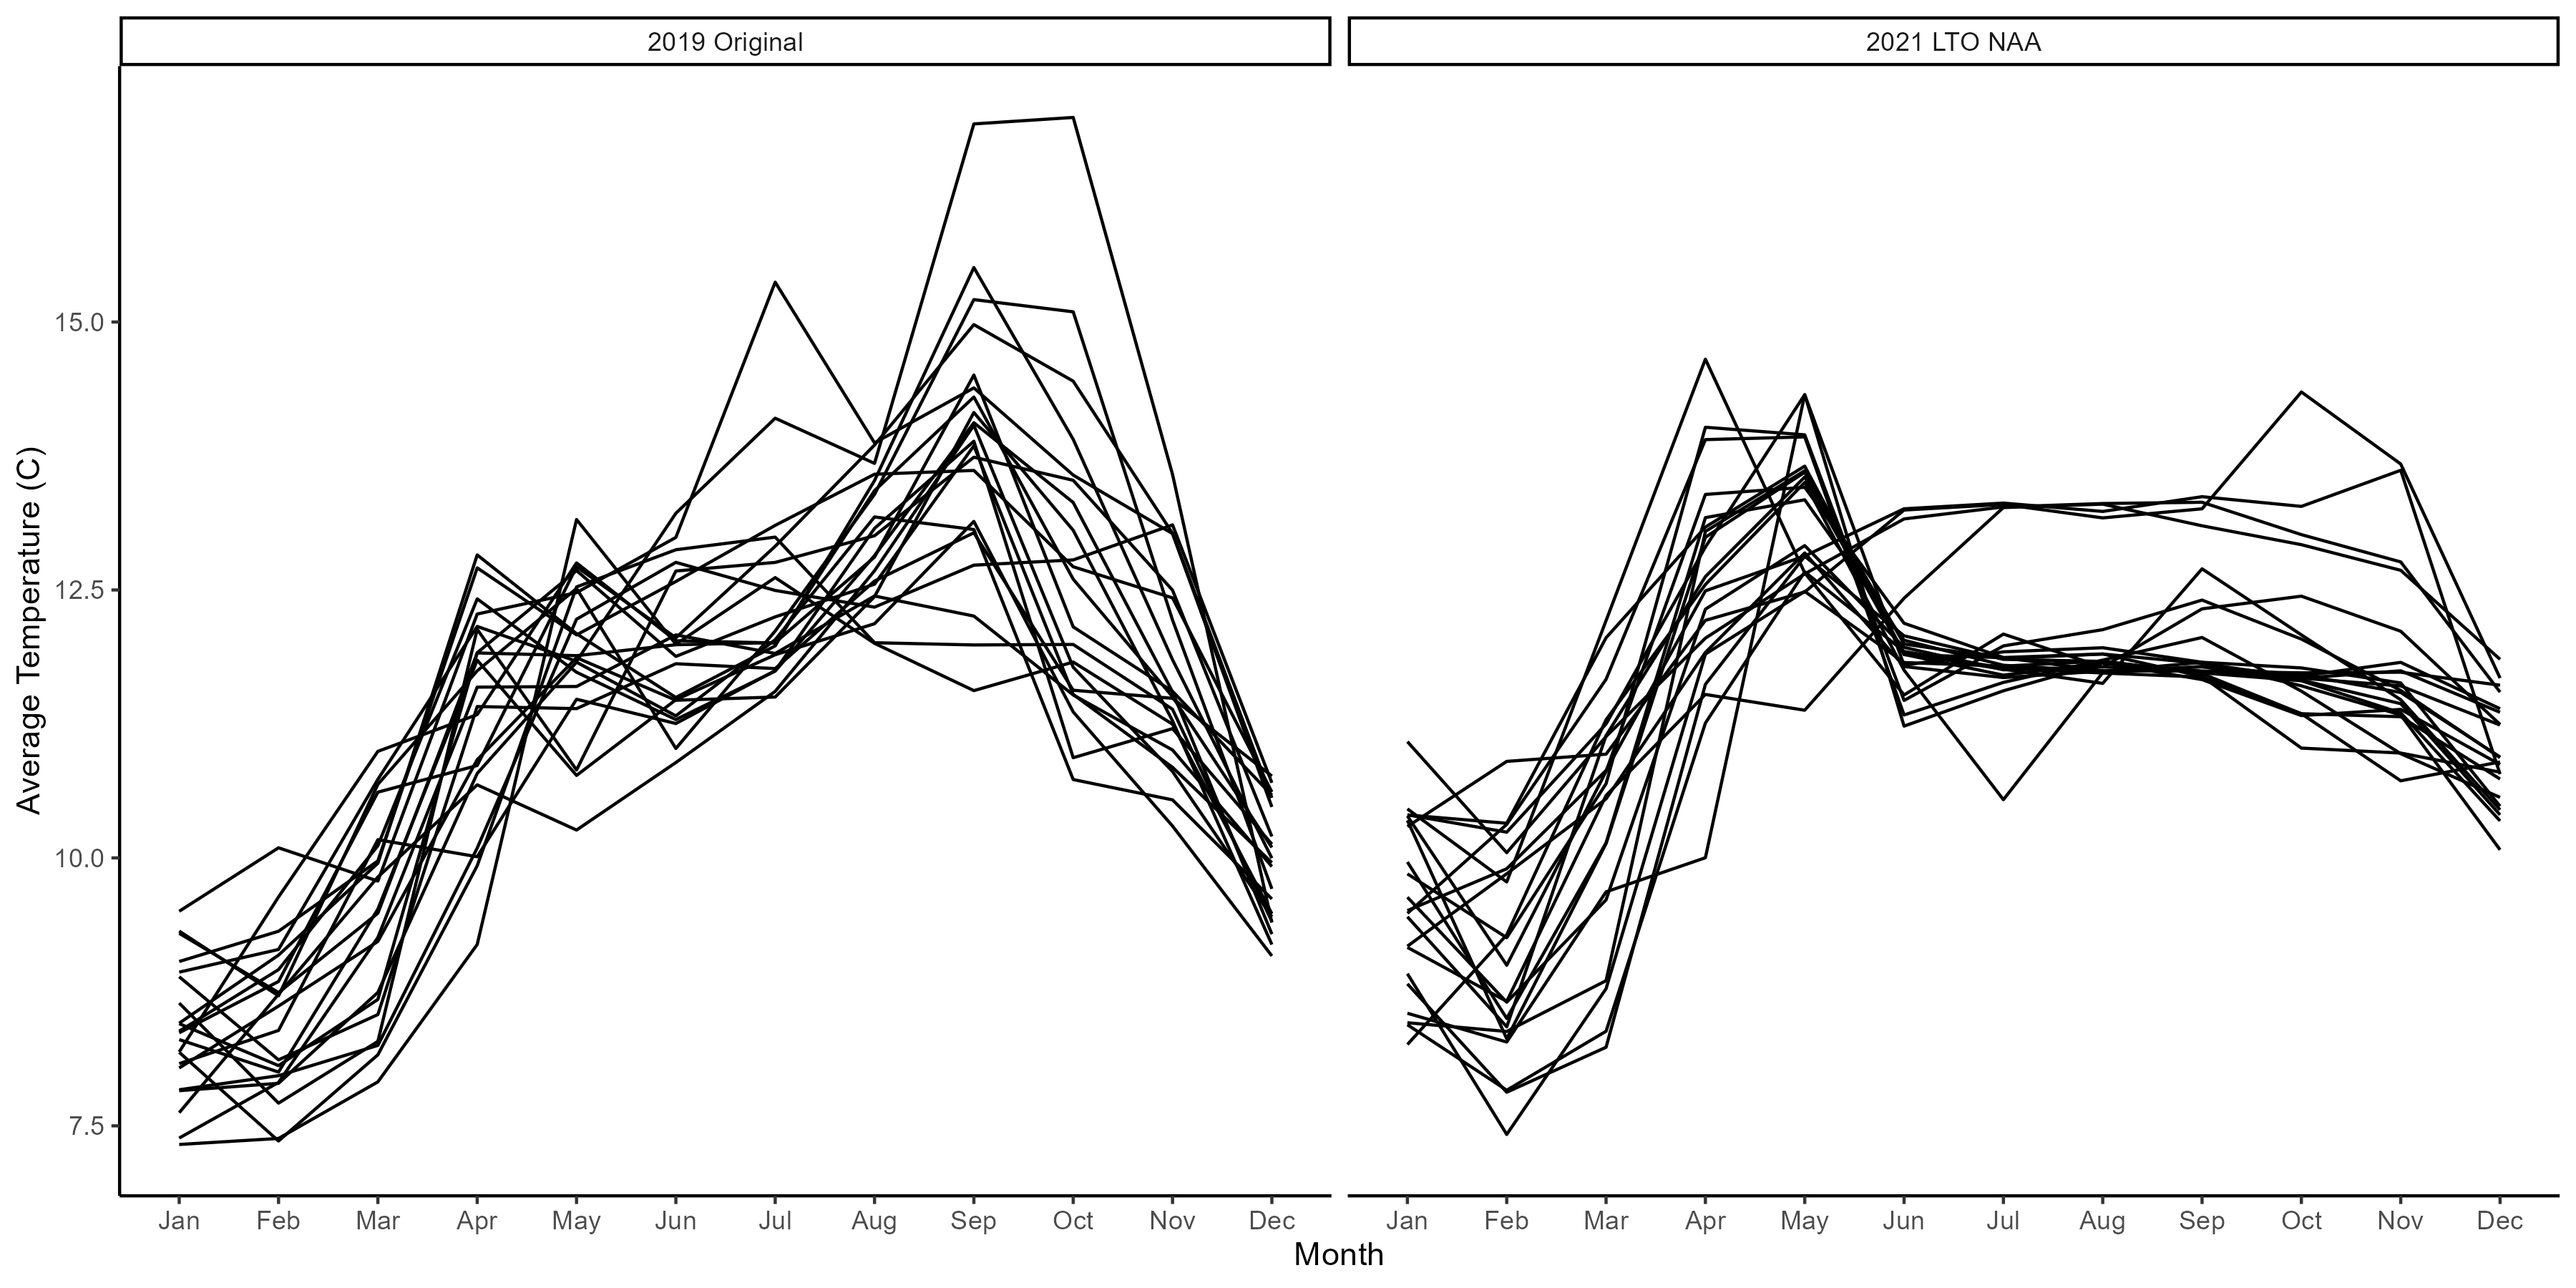 2019 Original
2021 LTO NAA
Average Temperature (C)
15.0
12.5
10.0
7.5
Jan Feb Mar Apr May Jun Jul Aug Sep Oct Nov Dec
Jan Feb Mar Apr May Jun Jul Aug Sep Oct Nov Dec
Month